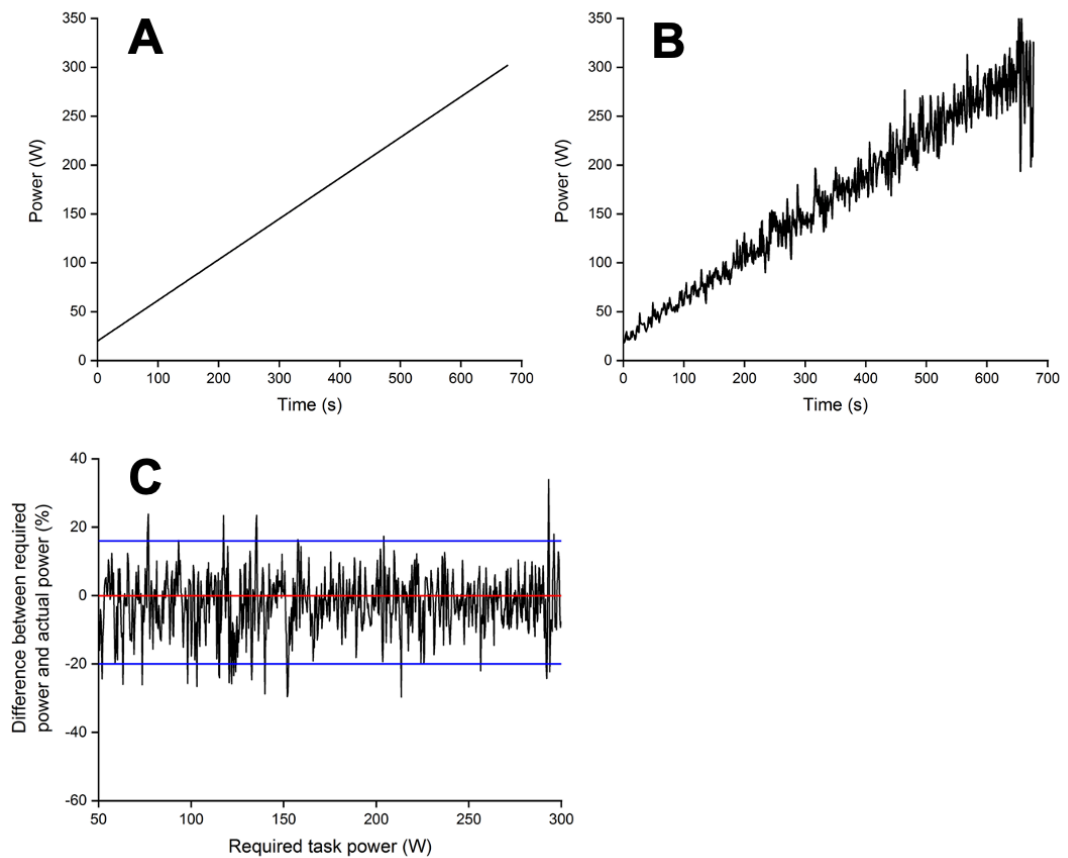 A
350
300
250
200
150
100
50
0
Power (W)
0 100 200 300 400 500 600 700
Time (s)
B
350
300
250
200
150
100
50
0
Power (W)
0 100 200 300 400 500 600 700
Time (s)
C
40
20
0
-20
-40
-60
Difference between required
power and actual power (%)
50 100 150 200 250 300
Required task power (W)